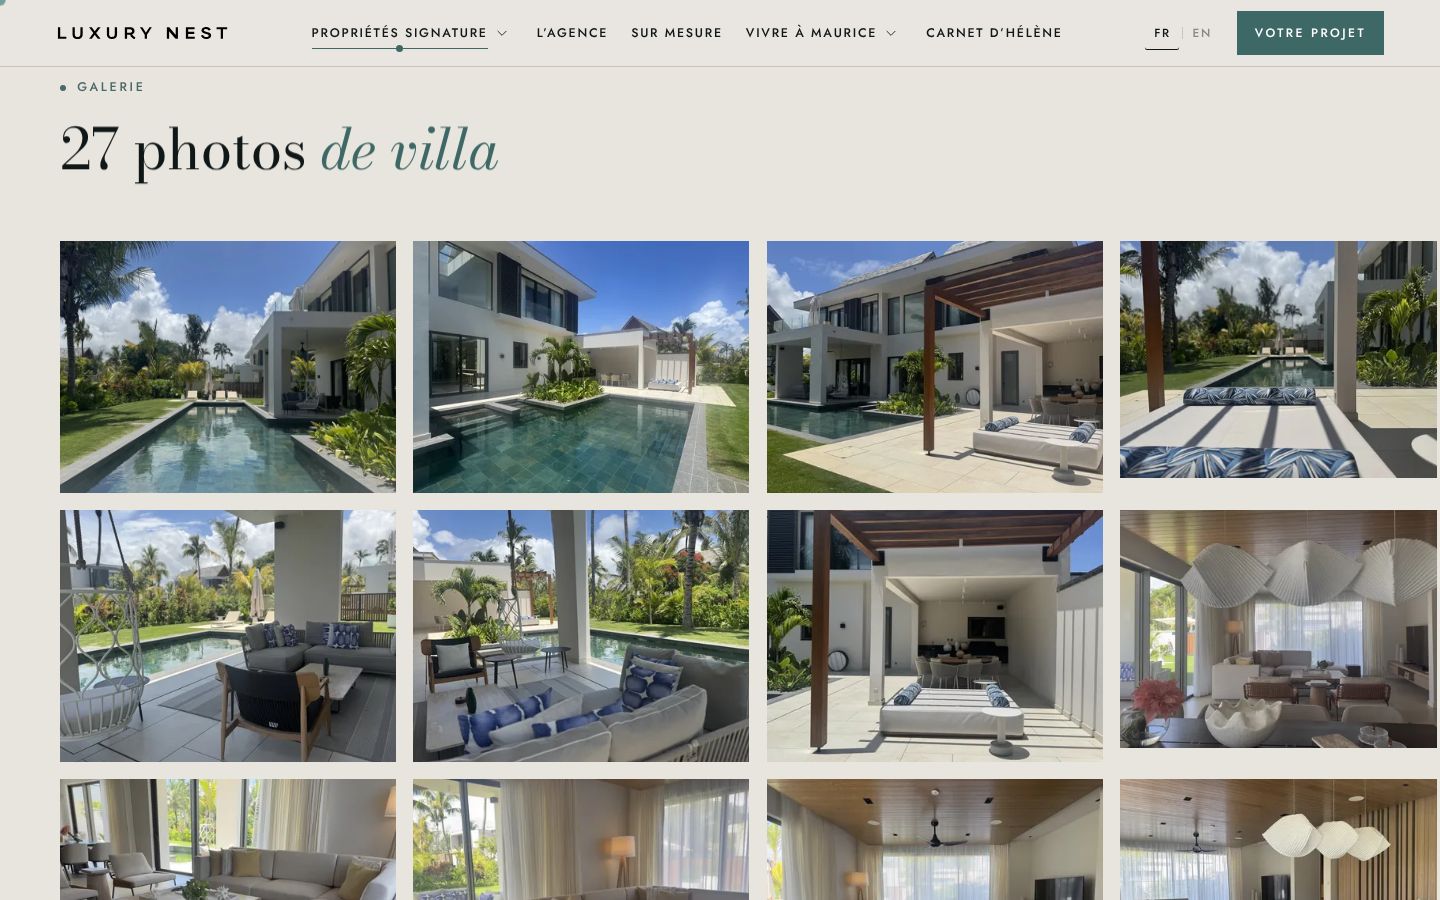 LUXURY NEST
PROPRIÉTÉS SIGNATURE
L'AGENCE
SUR MESURE
VIVRE À MAURICE
CARNET D'HÉLÈNE
FR
EN
VOTRE PROJET
GALERIE
27 photos de villa